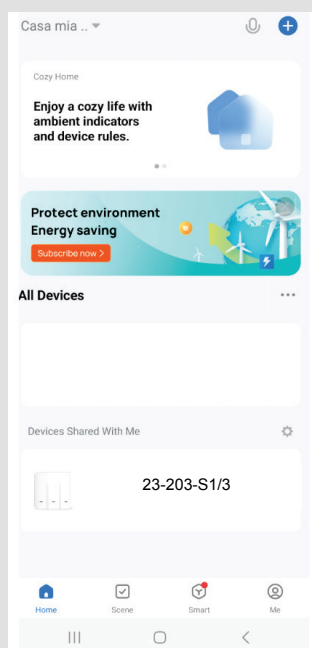 Casa mia ..
Cozy Home
Enjoy a cozy life with
ambient indicators
and device rules.
Protect environment
Energy saving
Subscribe now >
All Devices
Devices Shared With Me
23-203-S1/3
Home Scene Smart Me